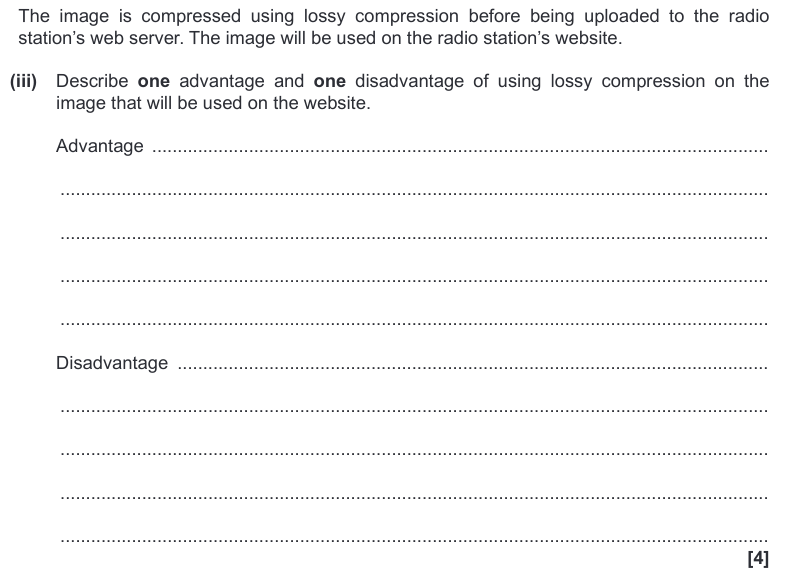 The image is compressed using lossy compression before being uploaded to the radio
station's web server. The image will be used on the radio station's website.
(iii) Describe one advantage and one disadvantage of using lossy compression on the
image that will be used on the website.
Advantage ....................................................................................................................
....................................................................................................................................
....................................................................................................................................
....................................................................................................................................
....................................................................................................................................
Disadvantage ...............................................................................................................
....................................................................................................................................
....................................................................................................................................
....................................................................................................................................
....................................................................................................................................
[4]